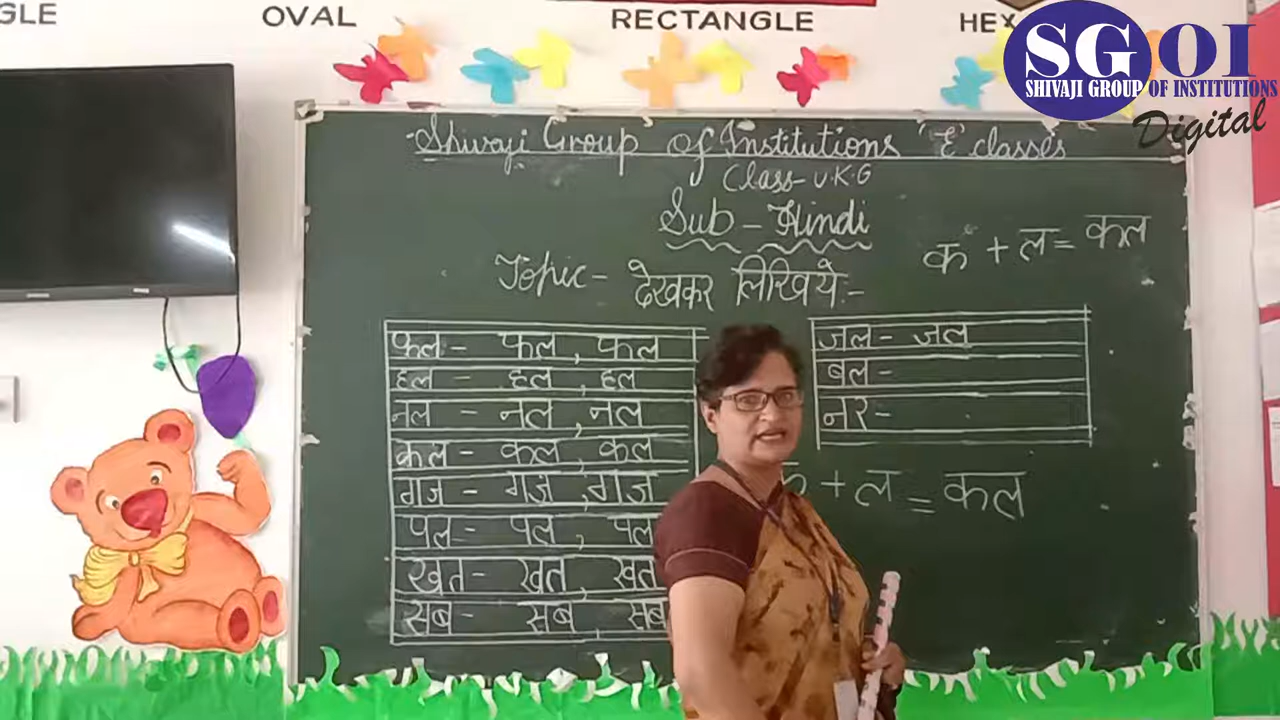 GLE OVAL RECTANGLE HEX
SGOI
SHIVAJI GROUP OF INSTITUTIONS
Digital
Shivaji Group of Institutions 'E' classes
Class- U.K.G
Sub - Hindi
क + ल = कल
Topic - देखकर लिखिये:-
फल - फल, फल
हल - हल, हल
नल - नल, नल
कल - कल, कल
गज - गज, गज
पल - पल, पल
खत - खत, खत
सब - सब, सब
जल - जल
बल -
नर -
क + ल = कल